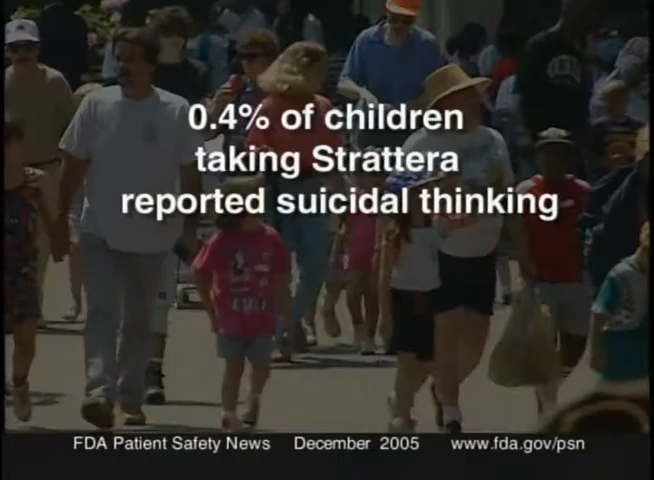 0.4% of children
taking Strattera
reported suicidal thinking
FDA Patient Safety News December 2005 www.fda.gov/psn